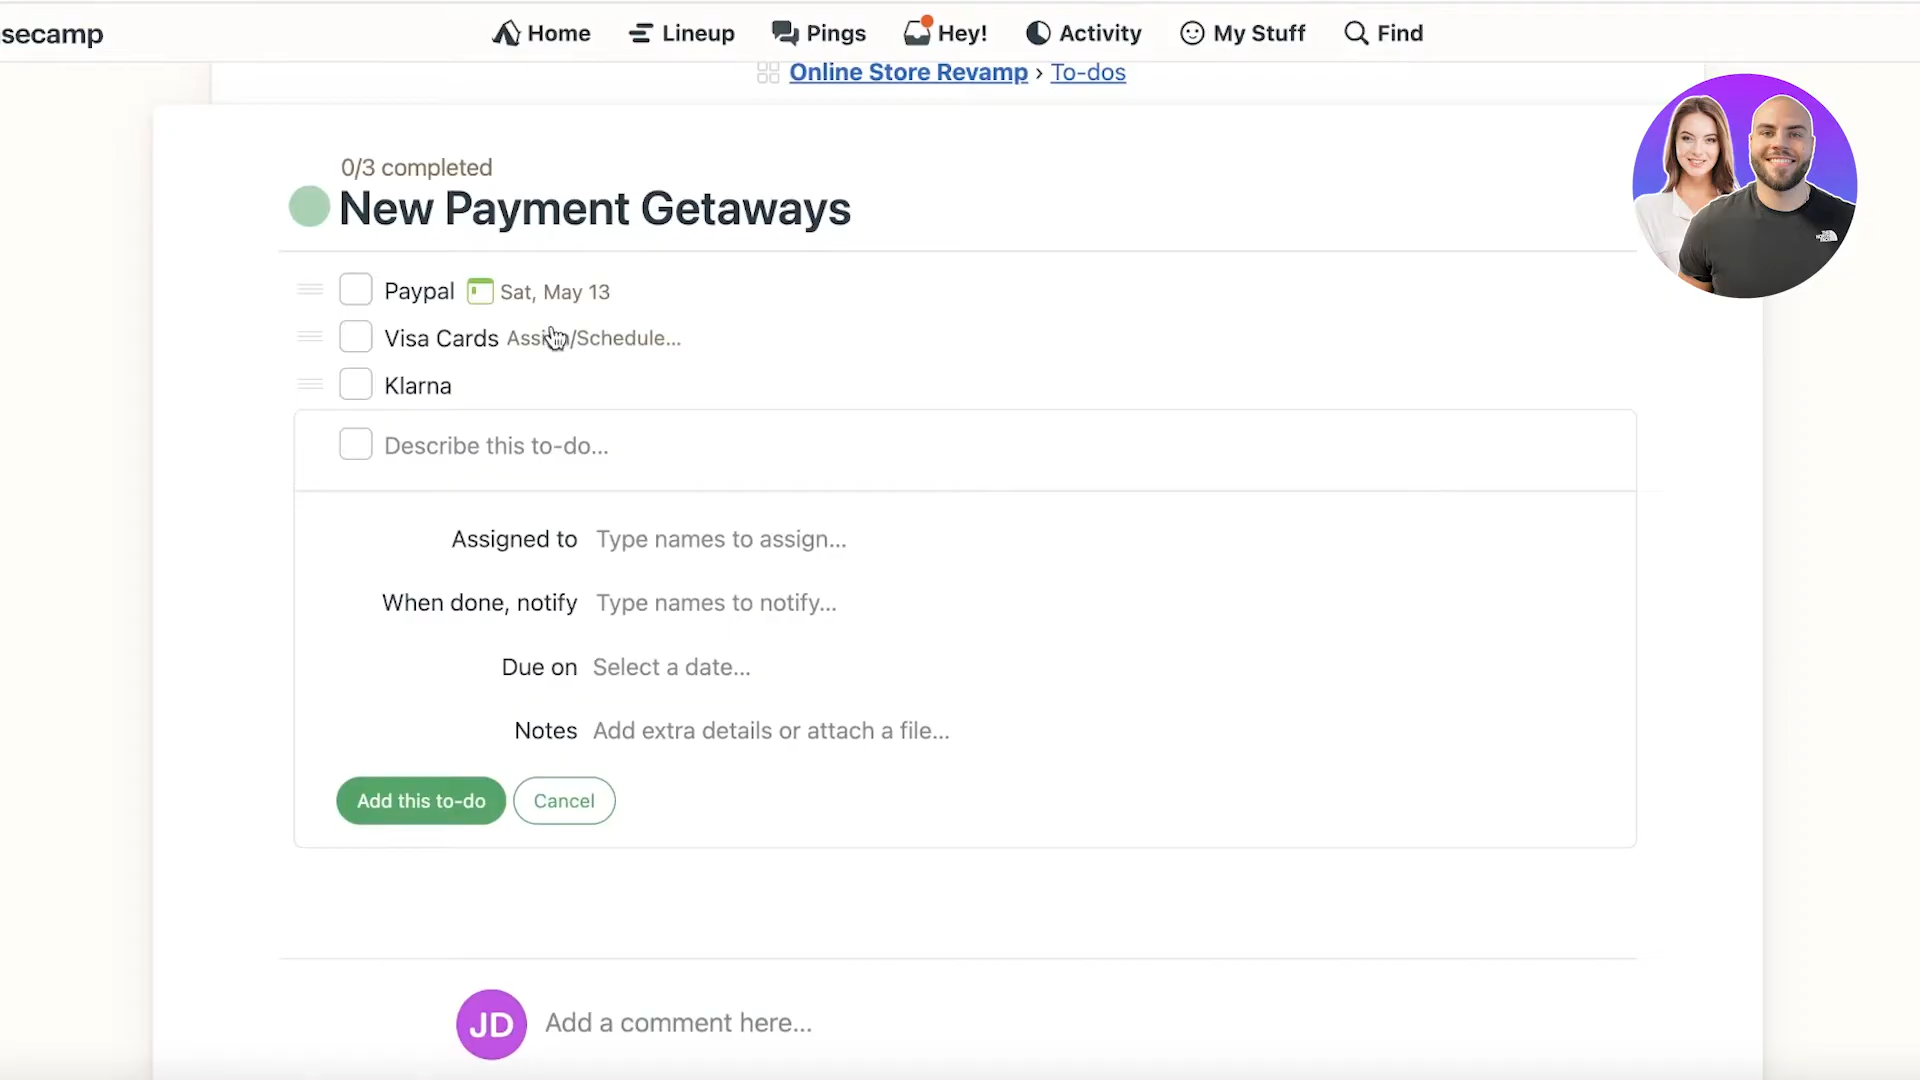 secamp
Home
Lineup
Pings
Hey!
Activity
My Stuff
Find
Online Store Revamp › To-dos
0/3 completed
New Payment Getaways
Paypal Sat, May 13
Visa Cards /Schedule...
Klarna
Describe this to-do...
Assigned to Type names to assign...
When done, notify Type names to notify...
Due on Select a date...
Notes Add extra details or attach a file...
Add this to-do
Cancel
JD Add a comment here...